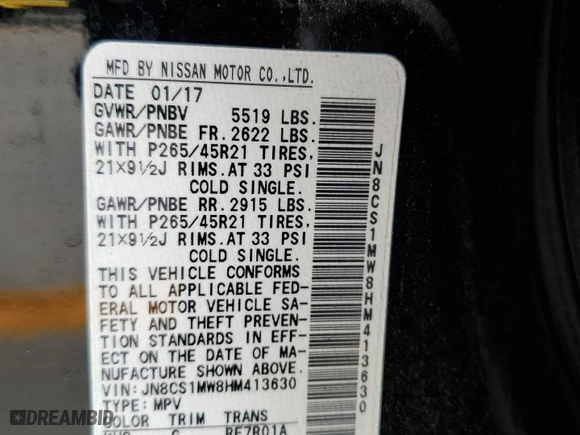 MFD BY NISSAN MOTOR CO.,LTD.
DATE 01/17
GVWR/PNBV 5519 LBS.
GAWR/PNBE FR. 2622 LBS.
WITH P265/45R21 TIRES,
21×9½J RIMS. AT 33 PSI
COLD SINGLE.
GAWR/PNBE RR. 2915 LBS.
WITH P265/45R21 TIRES,
21×9½J RIMS. AT 33 PSI
COLD SINGLE.
THIS VEHICLE CONFORMS
TO ALL APPLICABLE FED-
ERAL MOTOR VEHICLE SA-
FETY AND THEFT PREVEN-
TION STANDARDS IN EFF-
ECT ON THE DATE OF MA-
NUFACTURE SHOWN ABOVE.
VIN: JN8CS1MW8HM413630
TYPE: MPV
COLOR TRIM TRANS
RE7R01A
JN8CS1MW8HM413630
© DREAMBID